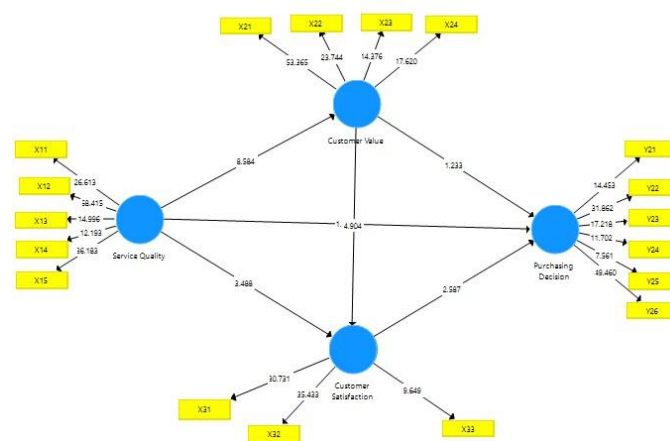 X21
X22
X23
X24
53.365
23.744
14.376
17.620
Customer Value
X11
X12
X13
X14
X15
26.613
58.415
14.996
12.193
36.183
Service Quality
8.584
1.233
4.904
3.488
2.587
Y21
Y22
Y23
Y24
Y25
Y26
14.453
31.862
17.218
11.702
7.561
49.460
Purchasing
Decision
Customer
Satisfaction
30.731
35.433
9.649
X31
X32
X33